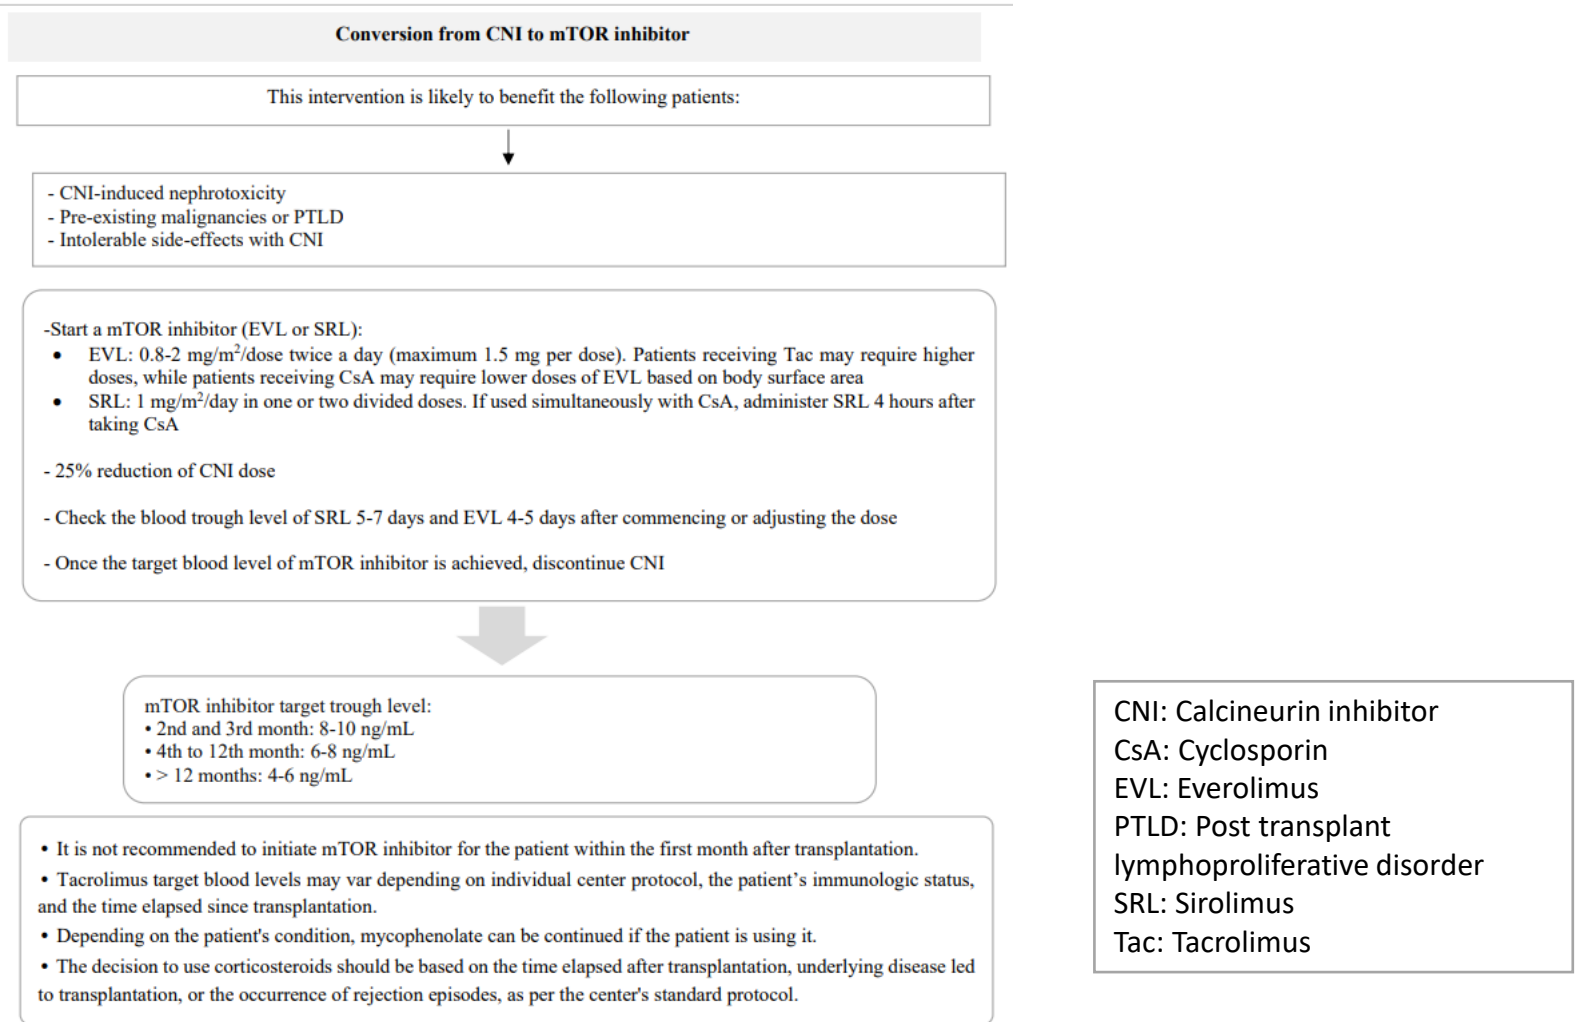 Conversion from CNI to mTOR inhibitor
This intervention is likely to benefit the following patients:
- CNI-induced nephrotoxicity
- Pre-existing malignancies or PTLD
- Intolerable side-effects with CNI
-Start a mTOR inhibitor (EVL or SRL):
• EVL: 0.8-2 mg/m²/dose twice a day (maximum 1.5 mg per dose). Patients receiving Tac may require higher
doses, while patients receiving CsA may require lower doses of EVL based on body surface area
• SRL: 1 mg/m²/day in one or two divided doses. If used simultaneously with CsA, administer SRL 4 hours after
taking CsA
- 25% reduction of CNI dose
- Check the blood trough level of SRL 5-7 days and EVL 4-5 days after commencing or adjusting the dose
- Once the target blood level of mTOR inhibitor is achieved, discontinue CNI
mTOR inhibitor target trough level:
• 2nd and 3rd month: 8-10 ng/mL
• 4th to 12th month: 6-8 ng/mL
• > 12 months: 4-6 ng/mL
• It is not recommended to initiate mTOR inhibitor for the patient within the first month after transplantation.
• Tacrolimus target blood levels may var depending on individual center protocol, the patient's immunologic status,
and the time elapsed since transplantation.
• Depending on the patient's condition, mycophenolate can be continued if the patient is using it.
• The decision to use corticosteroids should be based on the time elapsed after transplantation, underlying disease led
to transplantation, or the occurrence of rejection episodes, as per the center's standard protocol.
CNI: Calcineurin inhibitor
CsA: Cyclosporin
EVL: Everolimus
PTLD: Post transplant
lymphoproliferative disorder
SRL: Sirolimus
Tac: Tacrolimus